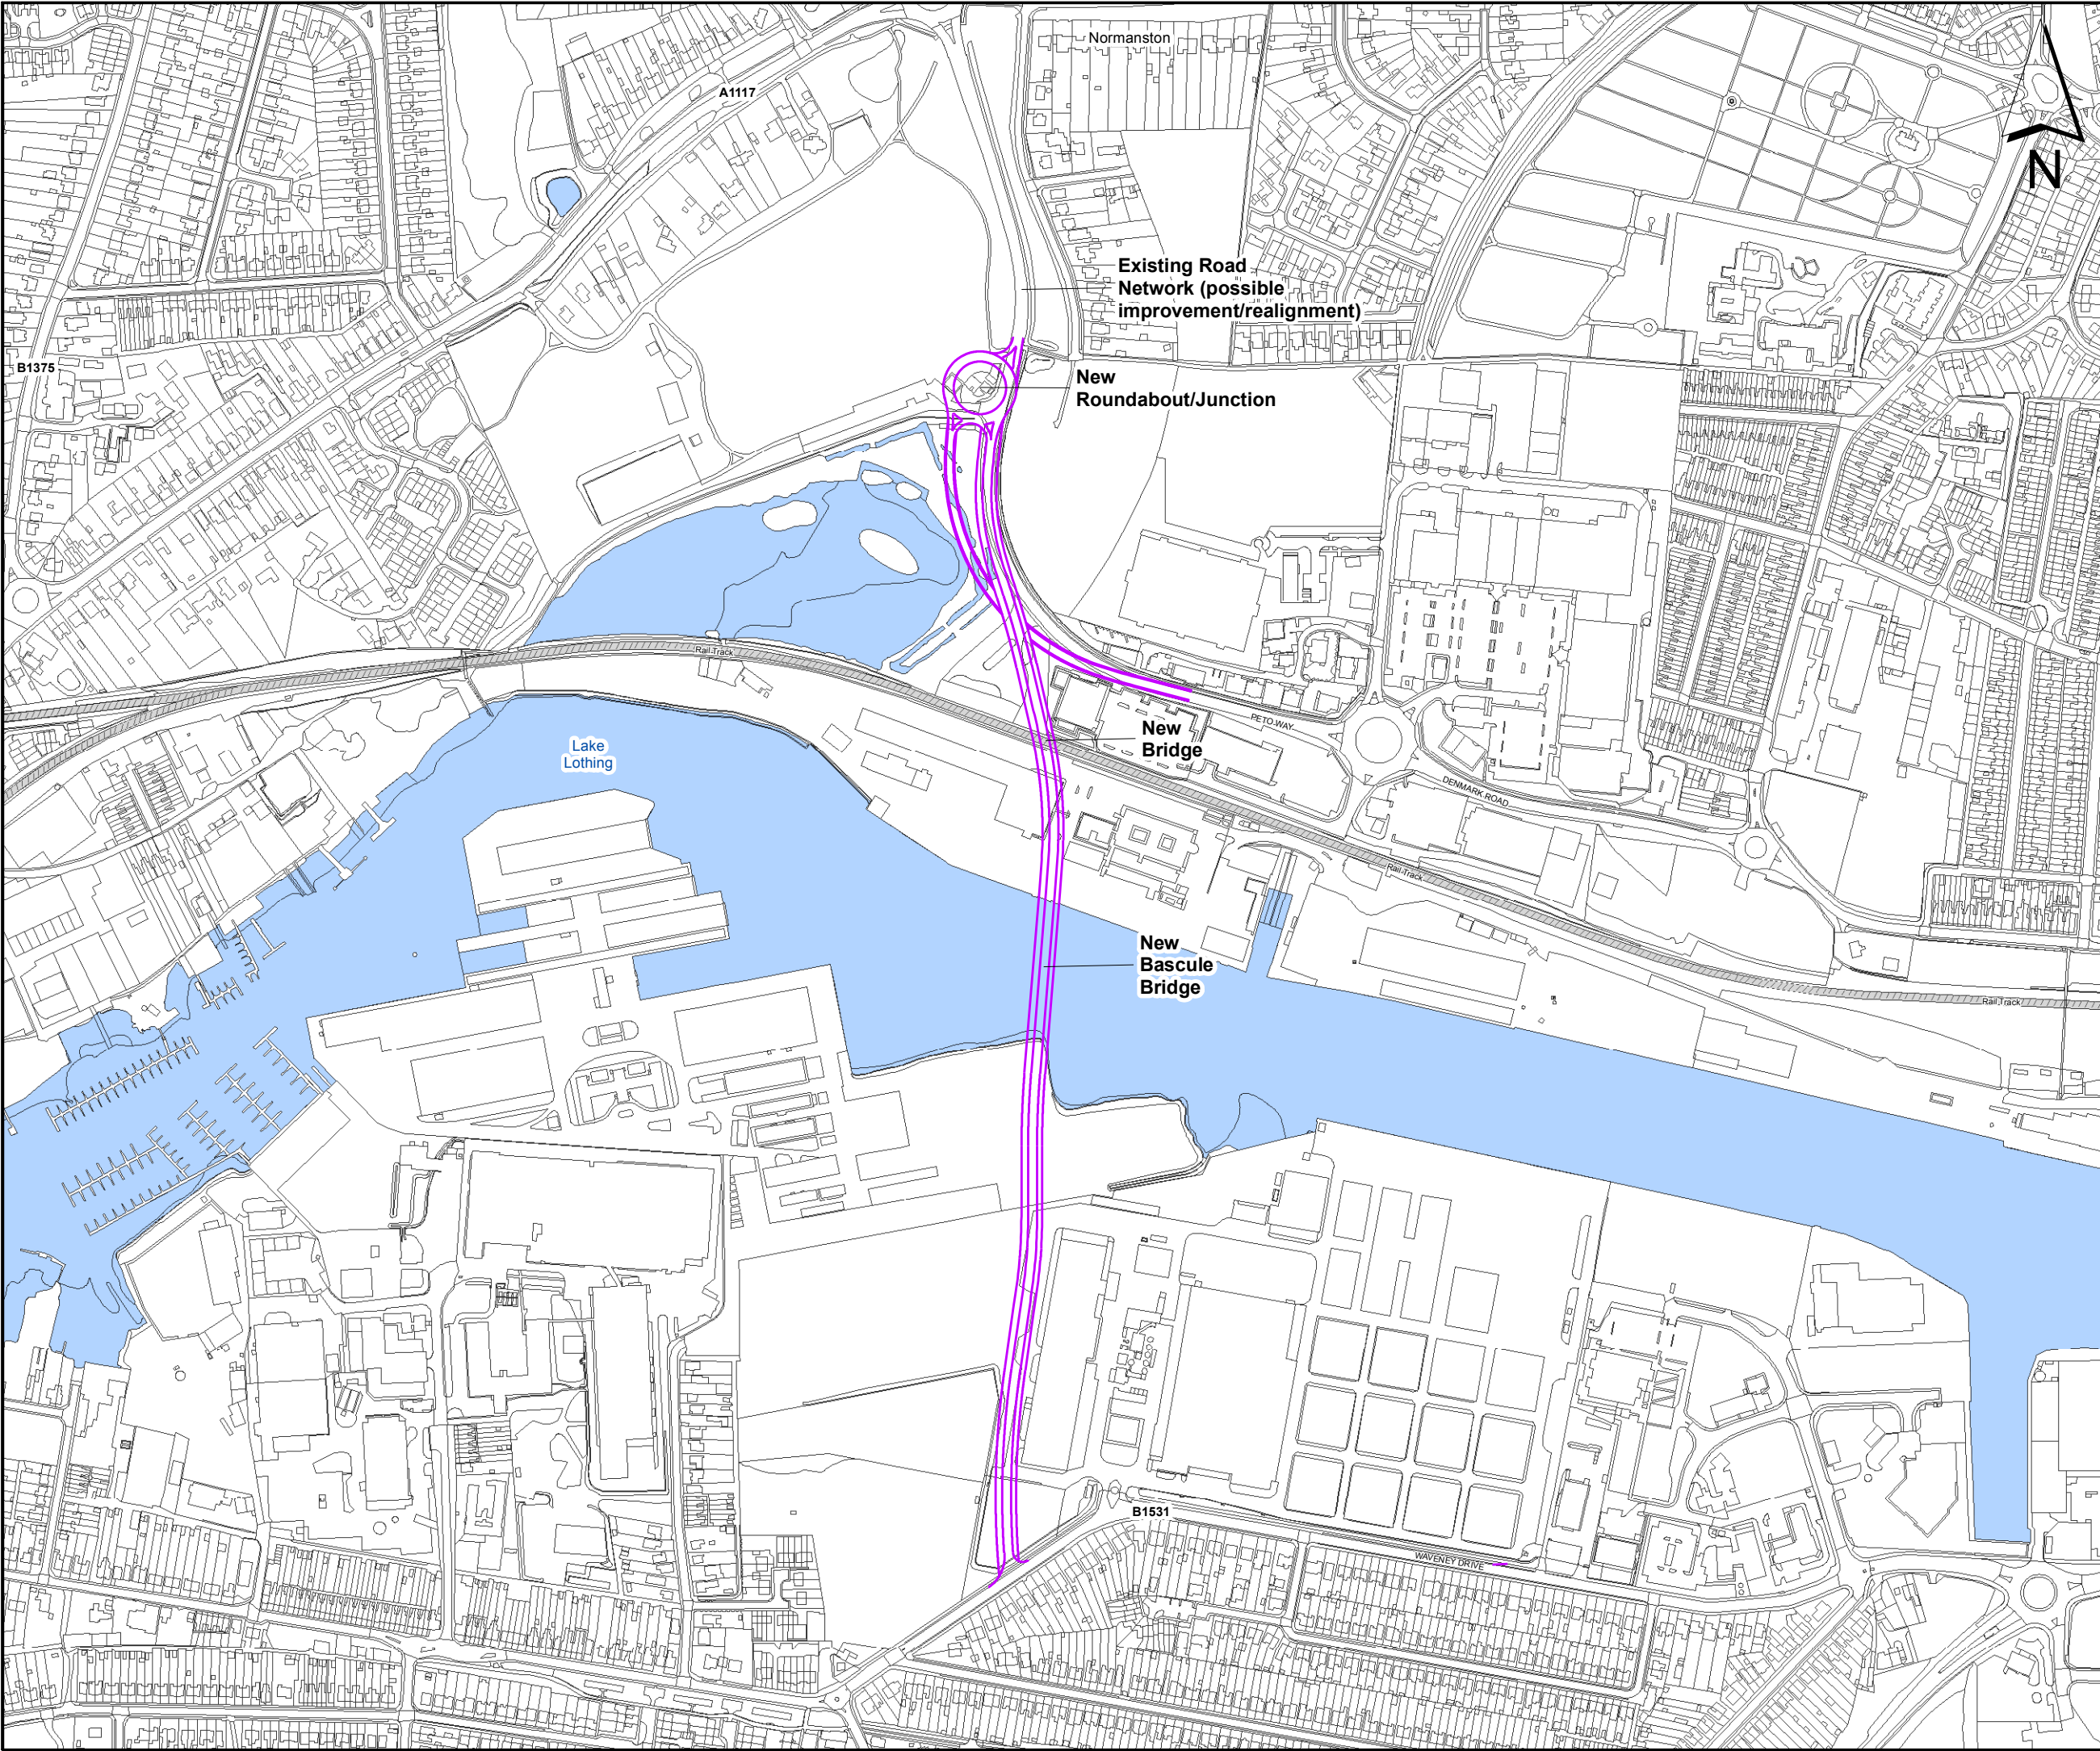 Normanston
A1117
N
Existing Road
Network (possible
improvement/realignment)
B1375
New
Roundabout/Junction
Rail Track
PETO WAY
New
Bridge
Lake
Lothing
DENMARK ROAD
Rail Track
New
Bascule
Bridge
Rail Track
B1531
WAVENEY DRIVE